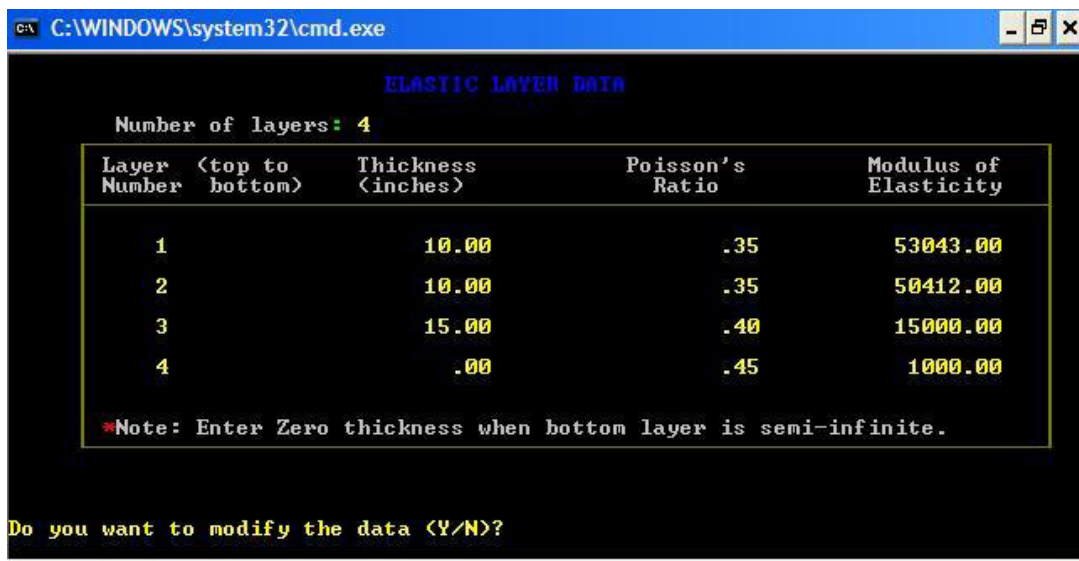 C:\WINDOWS\system32\cmd.exe
ELASTIC LAYER DATA
Number of layers: 4
Layer (top to Thickness Poisson's Modulus of
Number bottom) (inches) Ratio Elasticity
1 10.00 .35 53043.00
2 10.00 .35 50412.00
3 15.00 .40 15000.00
4 .00 .45 1000.00
*Note: Enter Zero thickness when bottom layer is semi-infinite.
Do you want to modify the data (Y/N)?